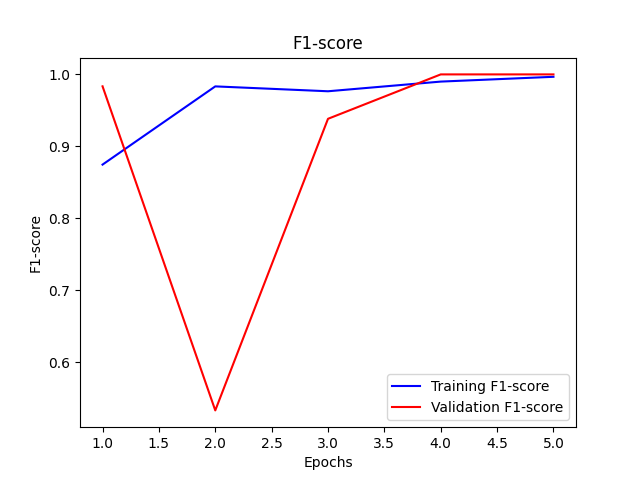 F1-score
1.0
0.9
0.8
0.7
0.6
F1-score
Training F1-score
Validation F1-score
1.0 1.5 2.0 2.5 3.0 3.5 4.0 4.5 5.0
Epochs